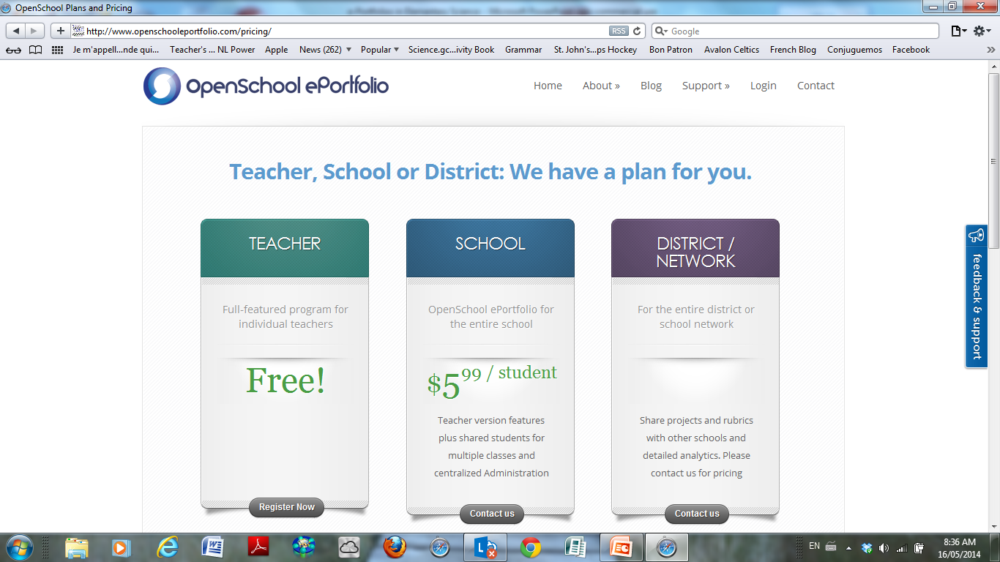 OpenSchool Plans and Pricing
http://www.openschooleportfolio.com/pricing/
RSS
Google
Je m'appell...nde qui... Teacher's ... NL Power Apple News (262) Popular Science.gc...ivity Book Grammar St. John's...ps Hockey Bon Patron Avalon Celtics French Blog Conjuguemos Facebook »
OpenSchool ePortfolio
Home About » Blog Support » Login Contact
Teacher, School or District: We have a plan for you.
TEACHER
Full-featured program for
individual teachers
Free!
Register Now
SCHOOL
OpenSchool ePortfolio for
the entire school
$5 99 / student
Teacher version features
plus shared students for
multiple classes and
centralized Administration
Contact us
DISTRICT /
NETWORK
For the entire district or
school network
Share projects and rubrics
with other schools and
detailed analytics. Please
contact us for pricing
Contact us
feedback & support
EN
8:36 AM
16/05/2014